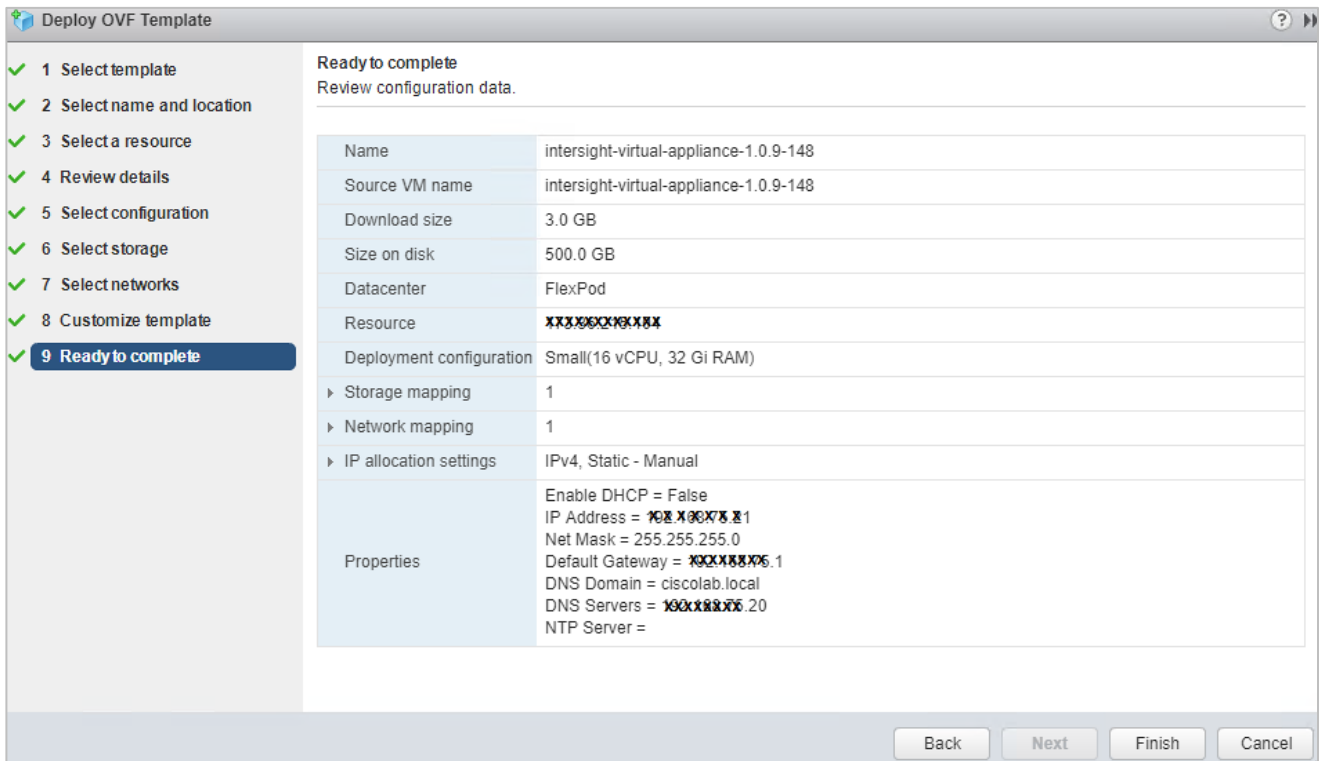 Deploy OVF Template
1 Select template
2 Select name and location
3 Select a resource
4 Review details
5 Select configuration
6 Select storage
7 Select networks
8 Customize template
9 Ready to complete
Ready to complete
Review configuration data.
Name intersight-virtual-appliance-1.0.9-148
Source VM name intersight-virtual-appliance-1.0.9-148
Download size 3.0 GB
Size on disk 500.0 GB
Datacenter FlexPod
Resource
Deployment configuration Small(16 vCPU, 32 Gi RAM)
Storage mapping 1
Network mapping 1
IP allocation settings IPv4, Static - Manual
Properties
Enable DHCP = False
IP Address =
Net Mask = 255.255.255.0
Default Gateway = .1
DNS Domain = ciscolab.local
DNS Servers = .20
NTP Server =
Back Next Finish Cancel